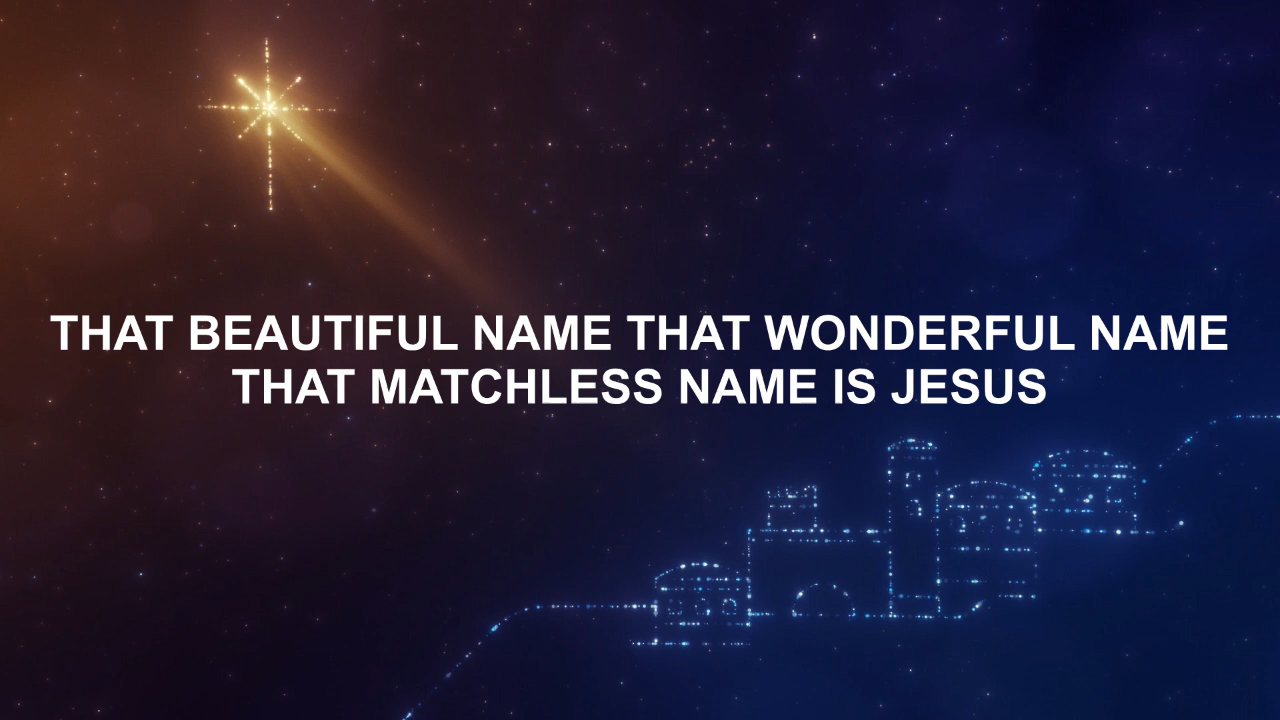 THAT BEAUTIFUL NAME THAT WONDERFUL NAME
THAT MATCHLESS NAME IS JESUS